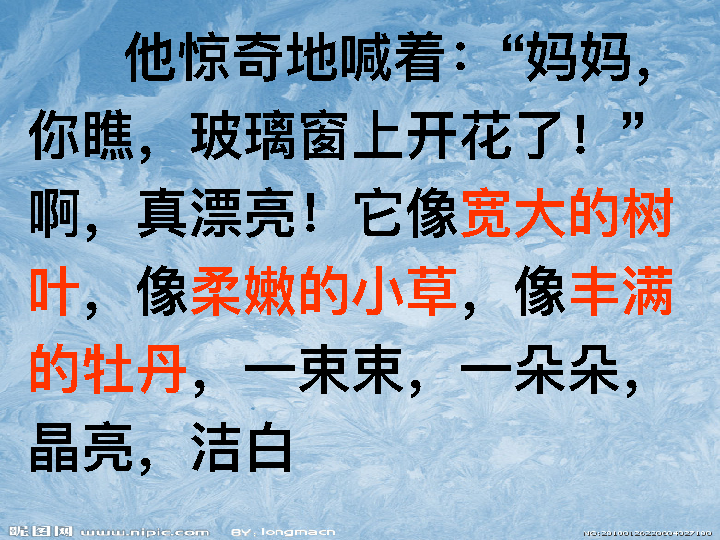 他惊奇地喊着：“妈妈，
你瞧，玻璃窗上开花了！”
啊，真漂亮！它像宽大的树
叶，像柔嫩的小草，像丰满
的牡丹，一束束，一朵朵，
晶亮，洁白
昵图网 www.nipic.com BY: longmacn